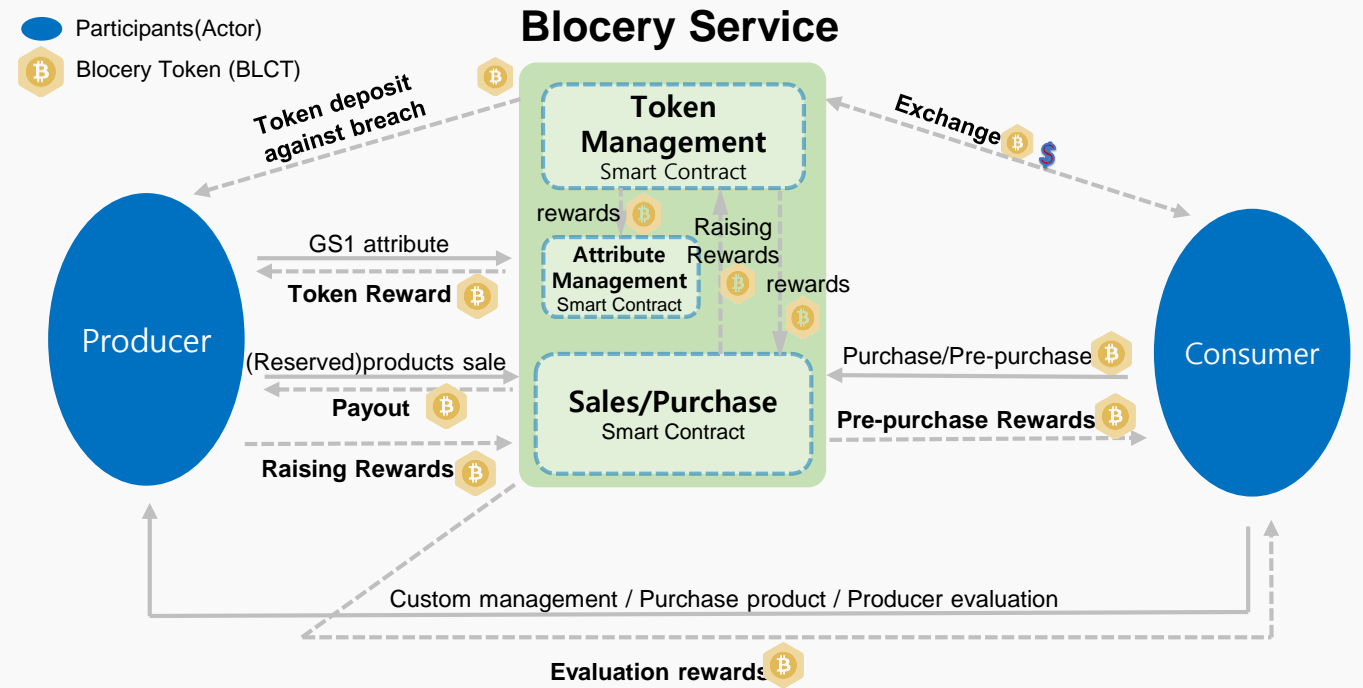 Blocery Service
Participants(Actor)
Blocery Token (BLCT)
Token deposit
against breach
Token
Management
Smart Contract
Exchange
$
rewards
Raising
Rewards
rewards
Attribute
Management
Smart Contract
GS1 attribute
Token Reward
Producer
(Reserved)products sale
Payout
Raising Rewards
Sales/Purchase
Smart Contract
Purchase/Pre-purchase
Pre-purchase Rewards
Consumer
Custom management / Purchase product / Producer evaluation
Evaluation rewards